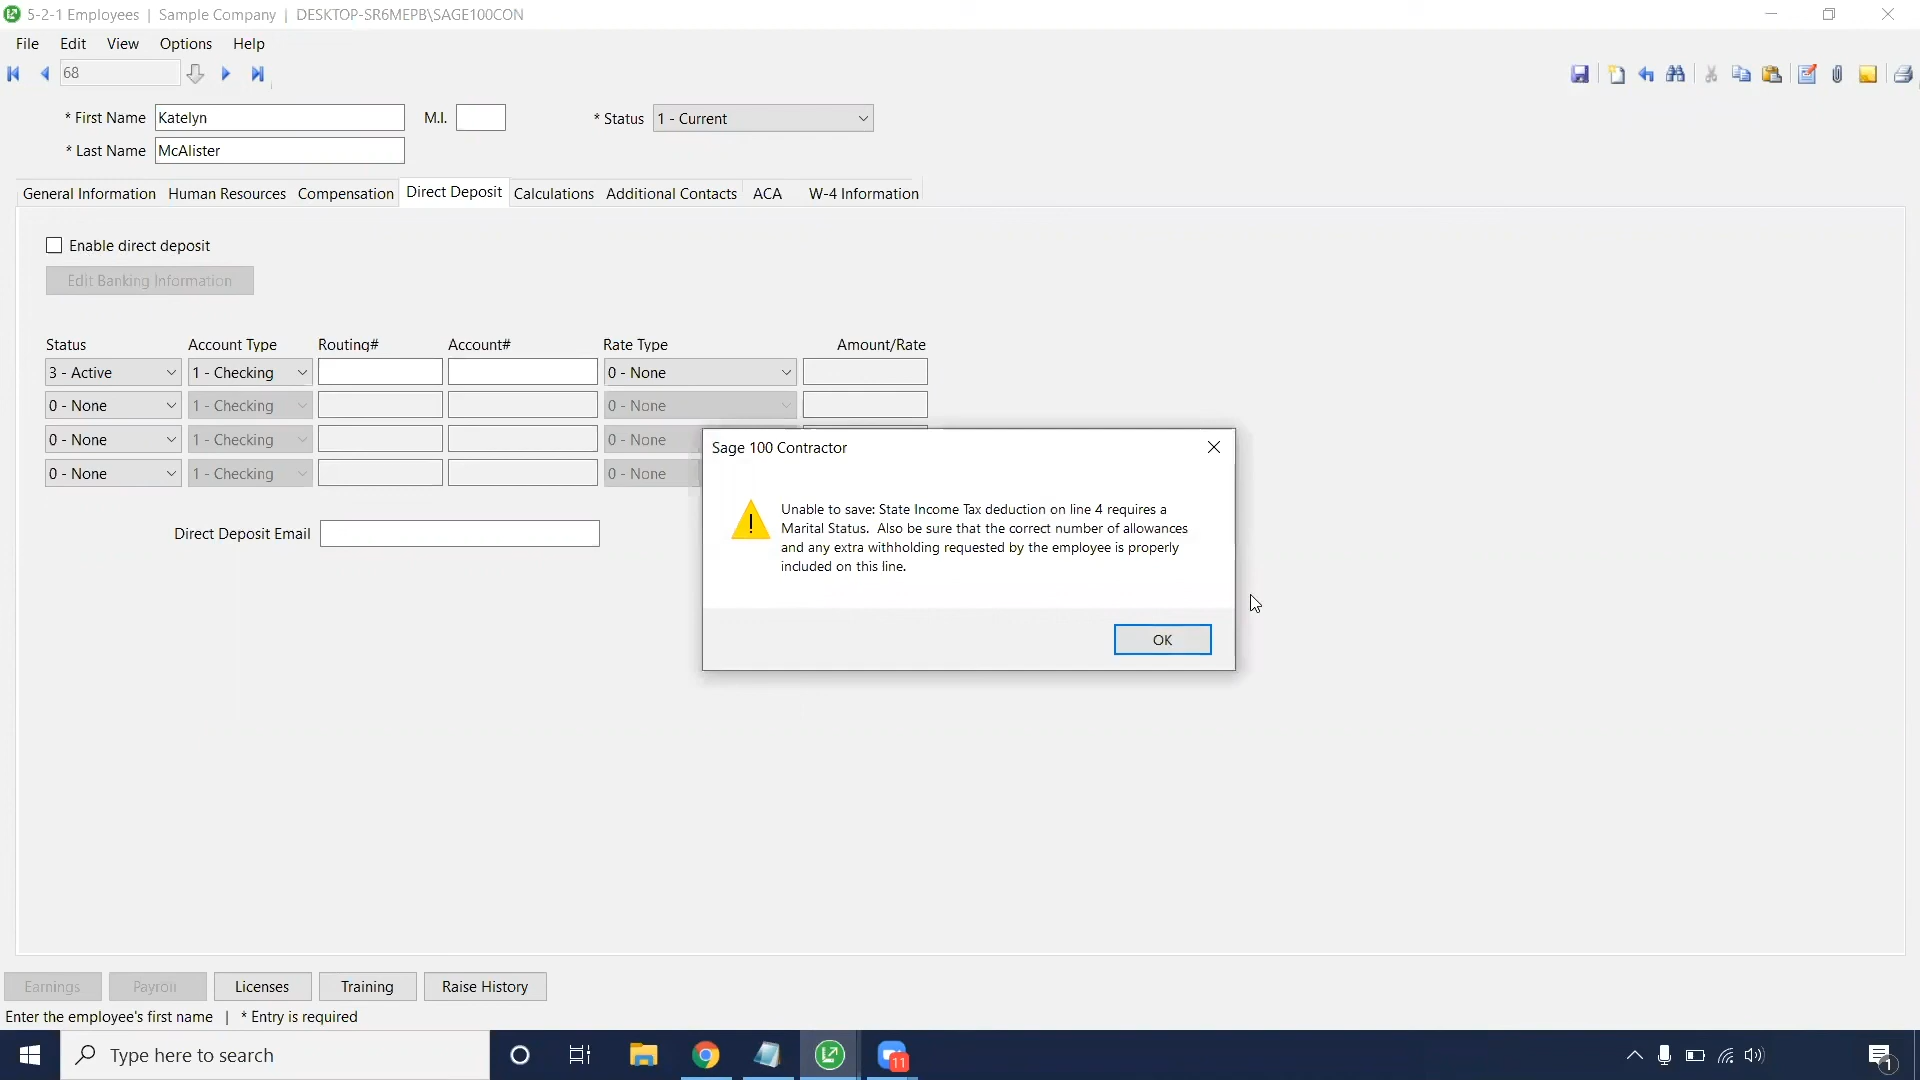 5-2-1 Employees | Sample Company | DESKTOP-SR6MEPB\SAGE100CON
File Edit View Options Help
68
* First Name Katelyn M.I. * Status 1 - Current
* Last Name McAlister
General Information Human Resources Compensation Direct Deposit Calculations Additional Contacts ACA W-4 Information
Enable direct deposit
Edit Banking Information
Status Account Type Routing# Account# Rate Type Amount/Rate
3 - Active 1 - Checking 0 - None
0 - None 1 - Checking 0 - None
0 - None 1 - Checking 0 - None
0 - None 1 - Checking 0 - None
Direct Deposit Email
Sage 100 Contractor
Unable to save: State Income Tax deduction on line 4 requires a
Marital Status. Also be sure that the correct number of allowances
and any extra withholding requested by the employee is properly
included on this line.
OK
Earnings Payroll Licenses Training Raise History
Enter the employee's first name | * Entry is required
Type here to search
11
1